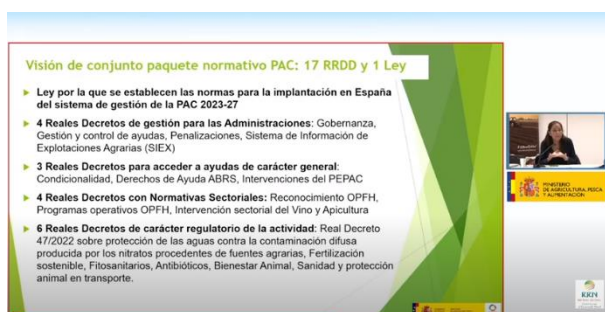 Visión de conjunto paquete normativo PAC: 17 RRDD y 1 Ley
Ley por la que se establecen las normas para la implantación en España
del sistema de gestión de la PAC 2023-27
4 Reales Decretos de gestión para las Administraciones: Gobernanza,
Gestión y control de ayudas, Penalizaciones, Sistema de Información de
Explotaciones Agrarias (SIEX)
3 Reales Decretos para acceder a ayudas de carácter general:
Condicionalidad, Derechos de Ayuda ABRS, Intervenciones del PEPAC
4 Reales Decretos con Normativas Sectoriales: Reconocimiento OPFH,
Programas operativos OPFH, Intervención sectorial del Vino y Apicultura
6 Reales Decretos de carácter regulatorio de la actividad: Real Decreto
47/2022 sobre protección de las aguas contra la contaminación difusa
producida por los nitratos procedentes de fuentes agrarias, Fertilización
sostenible, Fitosanitarios, Antibióticos, Bienestar Animal, Sanidad y protección
animal en transporte.
MINISTERIO
DE AGRICULTURA, PESCA
Y ALIMENTACIÓN